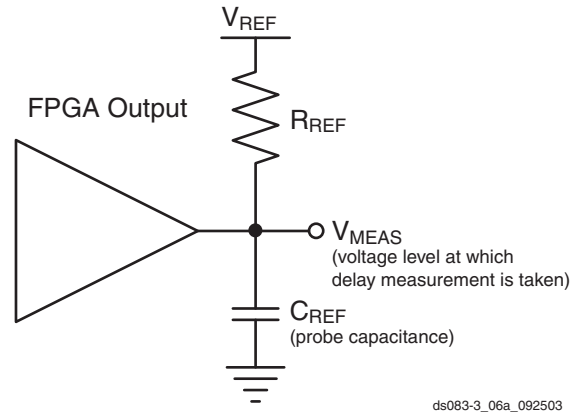 VREF
FPGA Output
RREF
VMEAS
(voltage level at which
delay measurement is taken)
CREF
(probe capacitance)
ds083-3_06a_092503